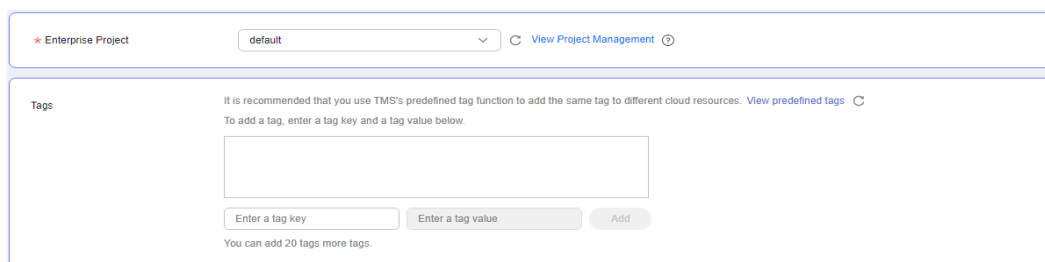 * Enterprise Project default View Project Management ?
Tags It is recommended that you use TMS's predefined tag function to add the same tag to different cloud resources. View predefined tags
To add a tag, enter a tag key and a tag value below.
Enter a tag key Enter a tag value Add
You can add 20 tags more tags.